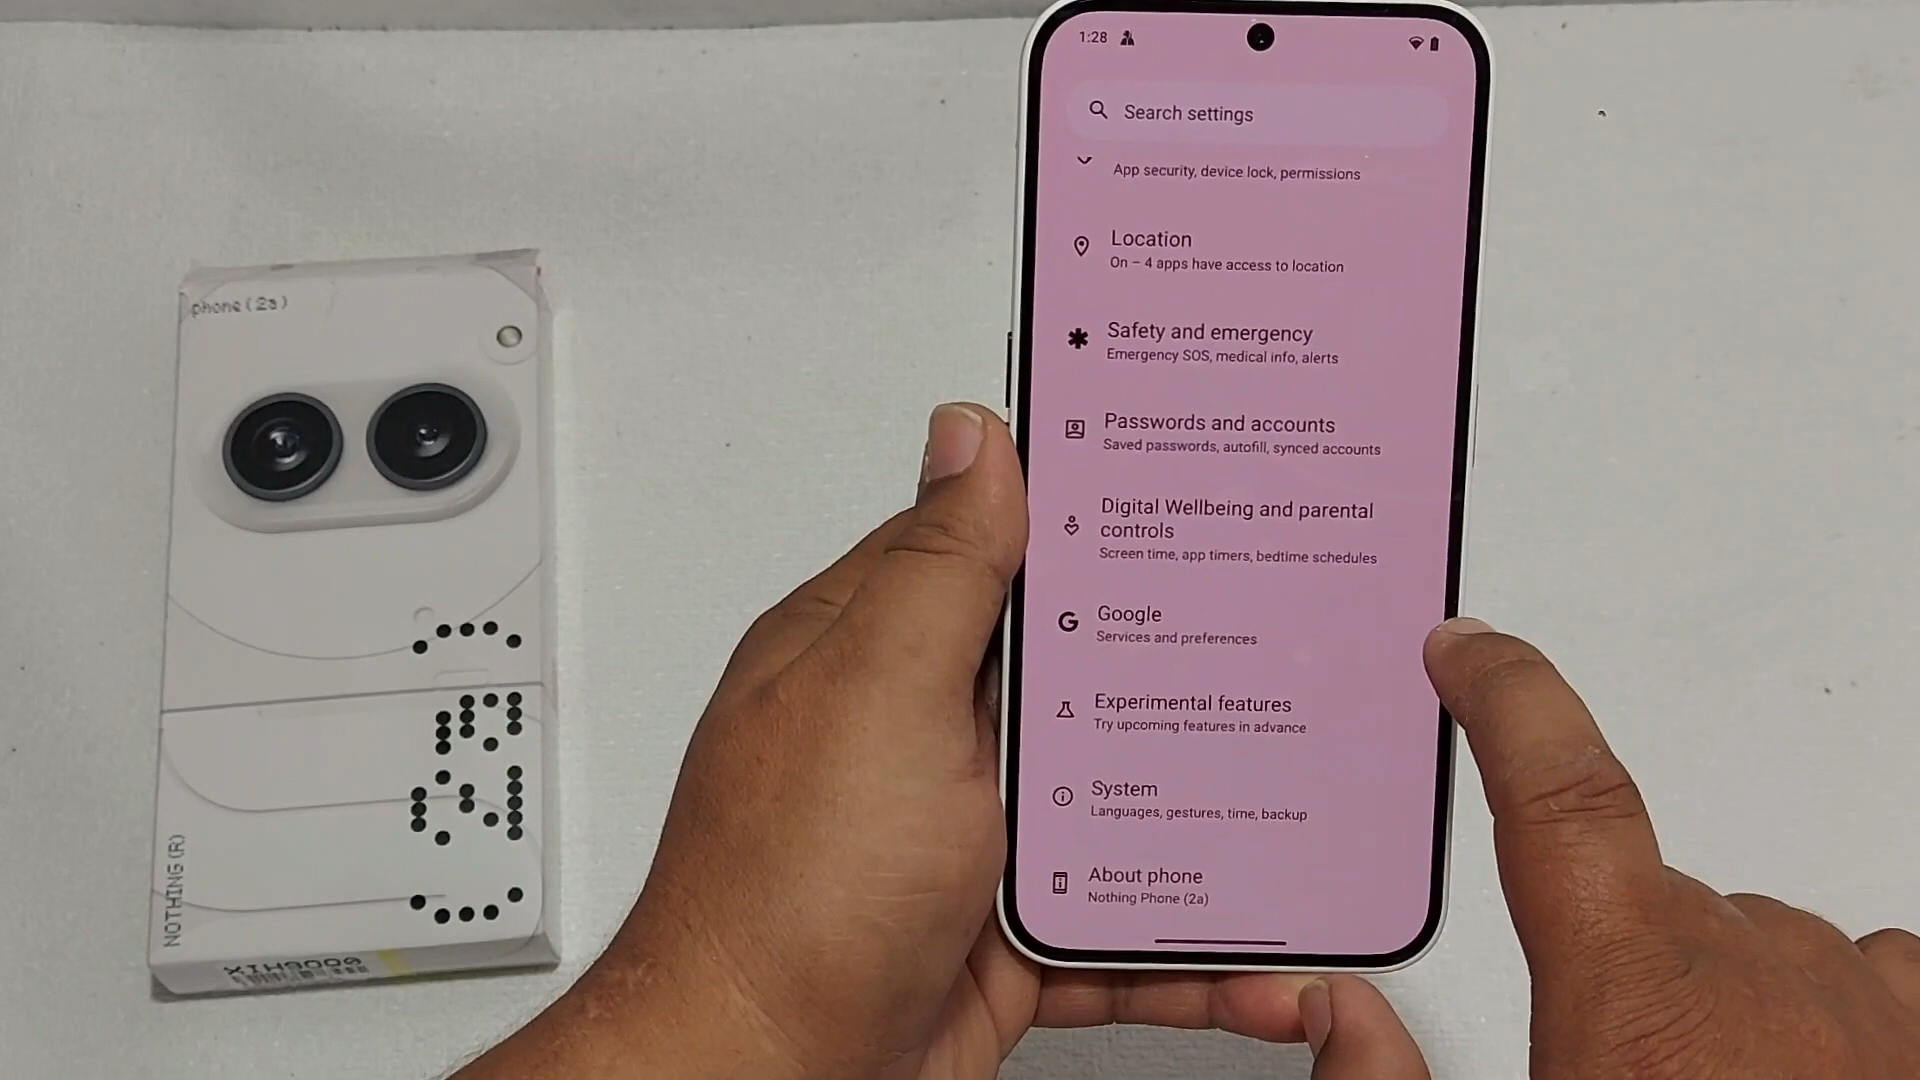 phone (2a)
NOTHING (R)
1:28
Search settings
App security, device lock, permissions
Location
On – 4 apps have access to location
Safety and emergency
Emergency SOS, medical info, alerts
Passwords and accounts
Saved passwords, autofill, synced accounts
Digital Wellbeing and parental
controls
Screen time, app timers, bedtime schedules
Google
Services and preferences
Experimental features
Try upcoming features in advance
System
Languages, gestures, time, backup
About phone
Nothing Phone (2a)